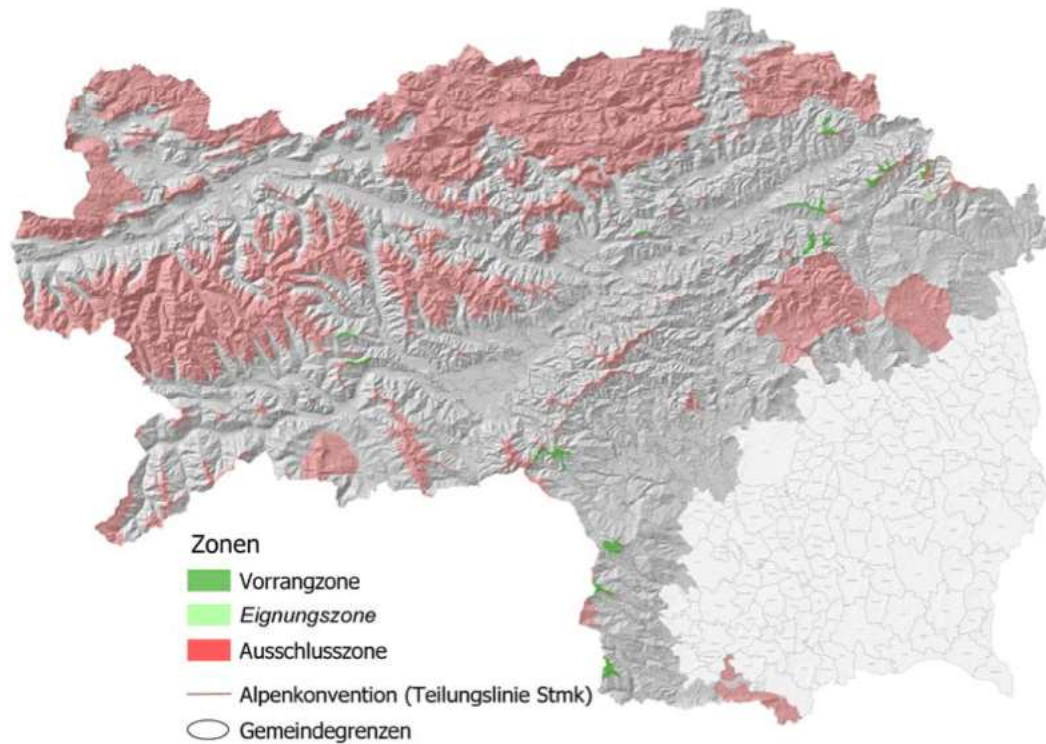 Zonen
Vorrangzone
Eignungszone
Ausschlusszone
Alpenkonvention (Teilungslinie Stmk)
Gemeindegrenzen